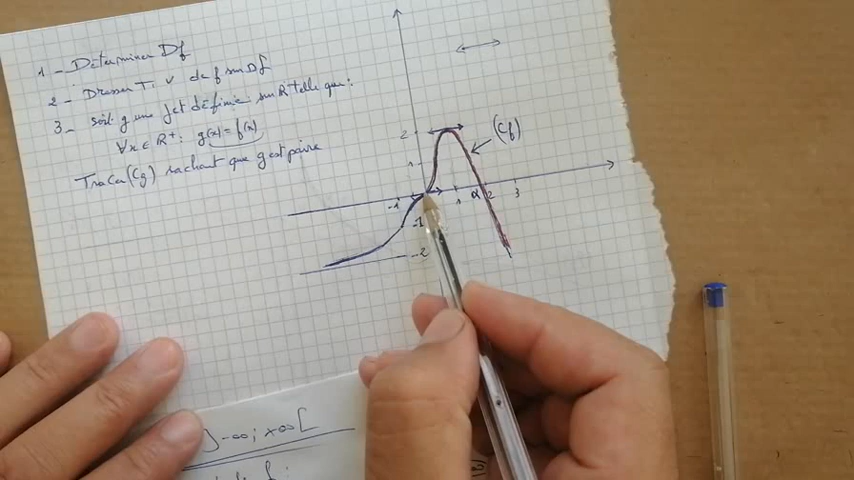 1 - Déterminer Df
2 - Dresser T.V de f sur Df
3 - soit g une fct définie sur R⁺ telle que :
∀x ∈ R⁺ : g(x) = f(x)
Tracer (Cg) sachant que g est paire
2
(Cf)
1
-1
1
α
2
3
-1
-2
]-∞; +∞[